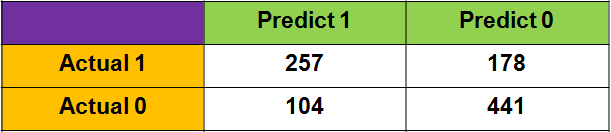 Predict 1 Predict 0
Actual 1 257 178
Actual 0 104 441